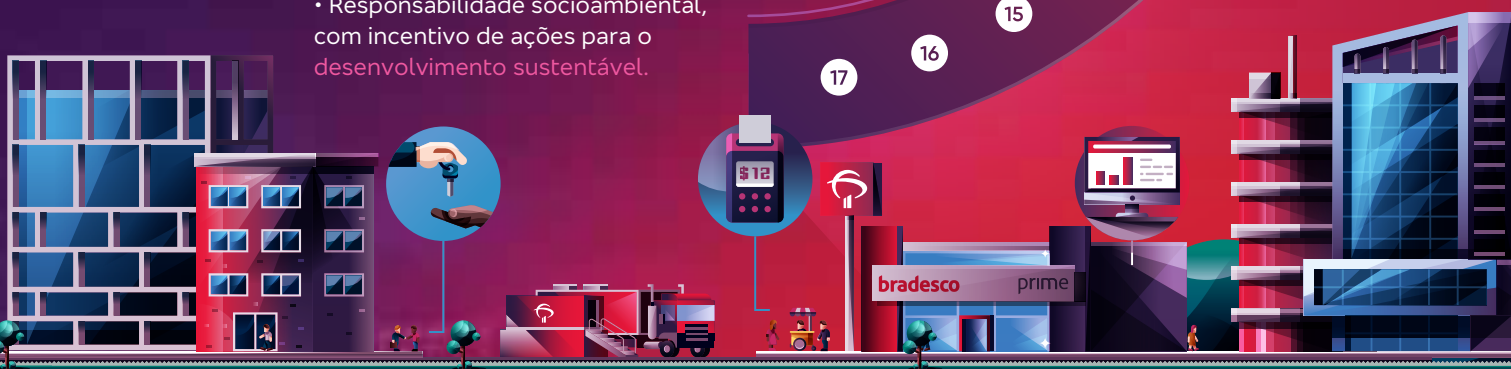 • Responsabilidade socioambiental,
com incentivo de ações para o
desenvolvimento sustentável.
15
16
17
$12
bradesco prime